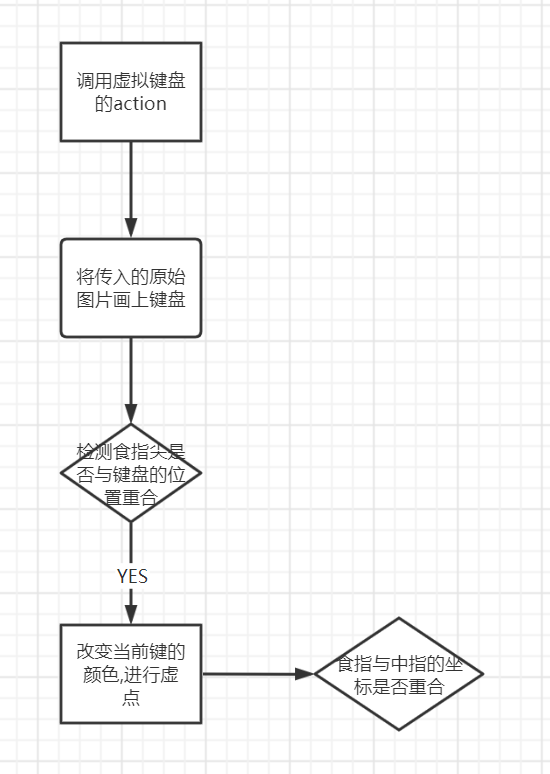 调用虚拟键盘
的action
将传入的原始
图片画上键盘
检测食指尖是
否与键盘的位
置重合
YES
改变当前键的
颜色,进行虚
点
食指与中指的坐
标是否重合